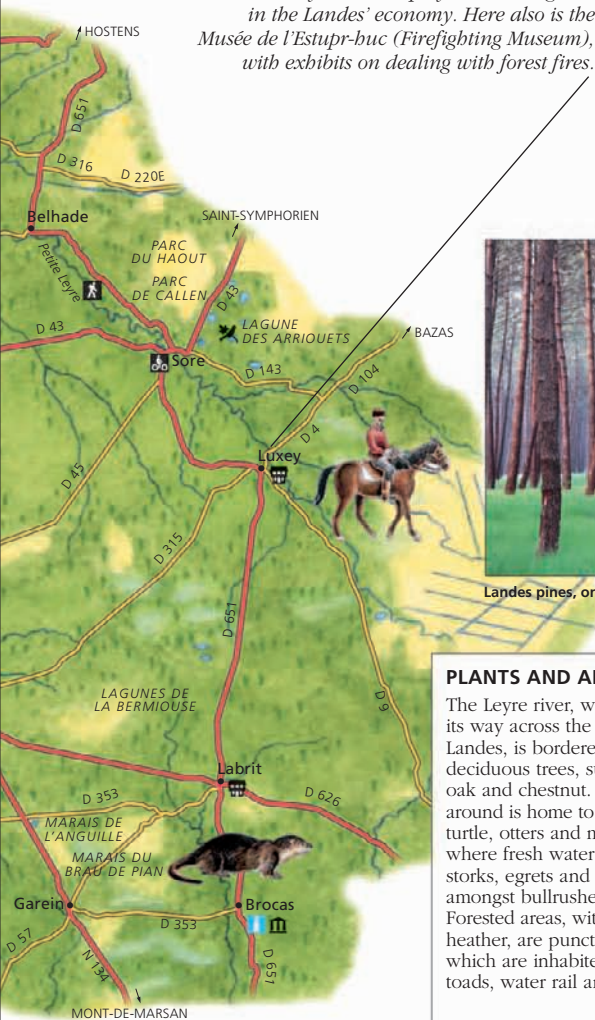 in the Landes' economy. Here also is the
Musée de l'Estupr-huc (Firefighting Museum),
with exhibits on dealing with forest fires.
HOSTENS
D 651
D 316
D 220E
Belhade
SAINT-SYMPHORIEN
Petite Leyre
PARC
DU HAOUT
PARC
DE CALLEN
D 43
D 43
LAGUNE
DES ARRIOUETS
BAZAS
Sore
D 143
D 104
D 4
Luxey
D 45
D 315
Landes pines, or
D 651
LAGUNES DE
LA BERMIOUSE
D 9
Labrit
D 353
D 626
MARAIS DE
L'ANGUILLE
MARAIS DU
BRAU DE PIAN
Garein
Brocas
D 353
D 57
N 134
D 651
MONT-DE-MARSAN
PLANTS AND
The Leyre river, w
its way across the
Landes, is bordere
deciduous trees, su
oak and chestnut.
around is home to
turtle, otters and n
where fresh water
storks, egrets and
amongst bullrushe
Forested areas, wit
heather, are punct
which are inhabite
toads, water rail a